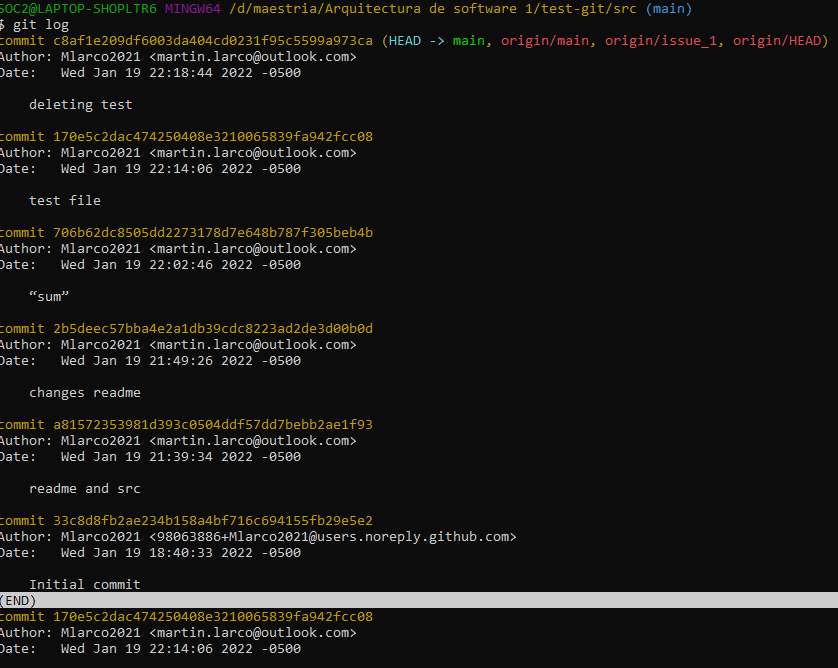 SOC2@LAPTOP-SHOPLTR6 MINGW64 /d/maestria/Arquitectura de software 1/test-git/src (main)
$ git log
commit c8af1e209df6003da404cd0231f95c5599a973ca (HEAD -> main, origin/main, origin/issue_1, origin/HEAD)
Author: Mlarco2021 <martin.larco@outlook.com>
Date:   Wed Jan 19 22:18:44 2022 -0500
deleting test
commit 170e5c2dac474250408e3210065839fa942fcc08
Author: Mlarco2021 <martin.larco@outlook.com>
Date:   Wed Jan 19 22:14:06 2022 -0500
test file
commit 706b62dc8505dd2273178d7e648b787f305beb4b
Author: Mlarco2021 <martin.larco@outlook.com>
Date:   Wed Jan 19 22:02:46 2022 -0500
“sum”
commit 2b5deec57bba4e2a1db39cdc8223ad2de3d00b0d
Author: Mlarco2021 <martin.larco@outlook.com>
Date:   Wed Jan 19 21:49:26 2022 -0500
changes readme
commit a81572353981d393c0504ddf57dd7bebb2ae1f93
Author: Mlarco2021 <martin.larco@outlook.com>
Date:   Wed Jan 19 21:39:34 2022 -0500
readme and src
commit 33c8d8fb2ae234b158a4bf716c694155fb29e5e2
Author: Mlarco2021 <98063886+Mlarco2021@users.noreply.github.com>
Date:   Wed Jan 19 18:40:33 2022 -0500
Initial commit
(END)
commit 170e5c2dac474250408e3210065839fa942fcc08
Author: Mlarco2021 <martin.larco@outlook.com>
Date:   Wed Jan 19 22:14:06 2022 -0500